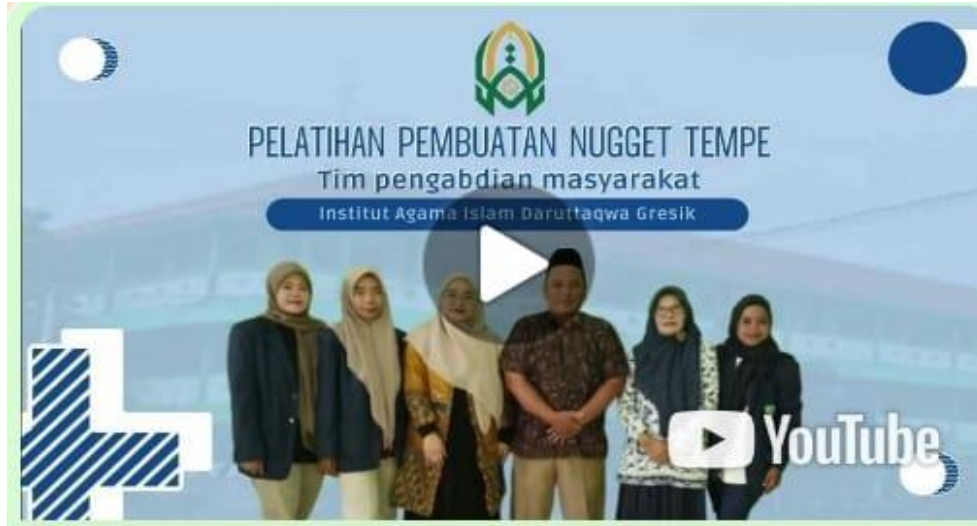 PELATIHAN PEMBUATAN NUGGET TEMPE
Tim pengabdian masyarakat
Institut Agama Islam Daruttaqwa Gresik
YouTube